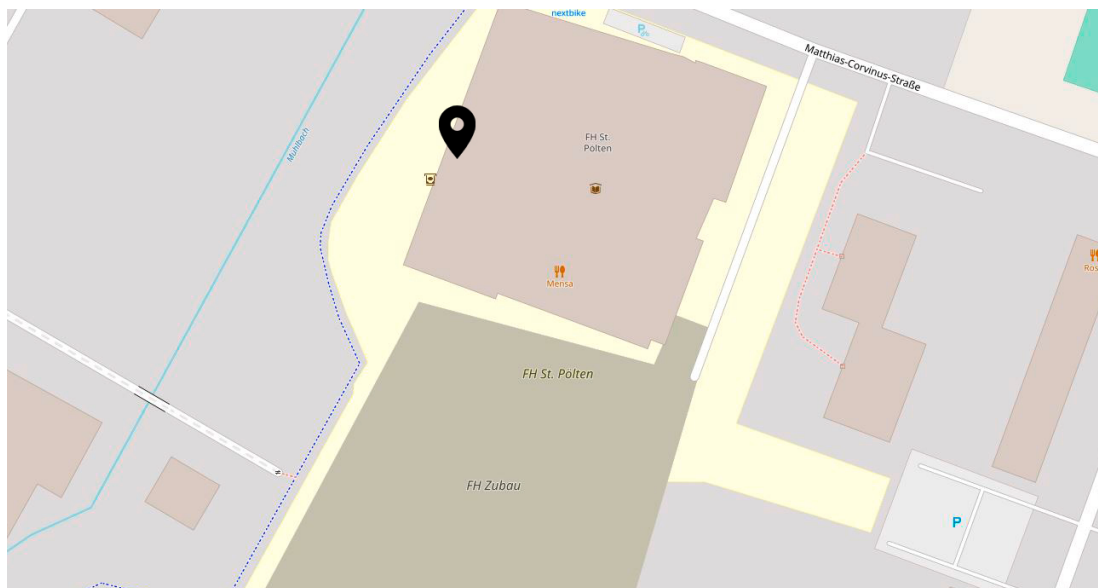 nextbike
P
Matthias-Corvinus-Straße
Mühlbach
FH St.
Pölten
Mensa
FH St. Pölten
FH Zubau
P